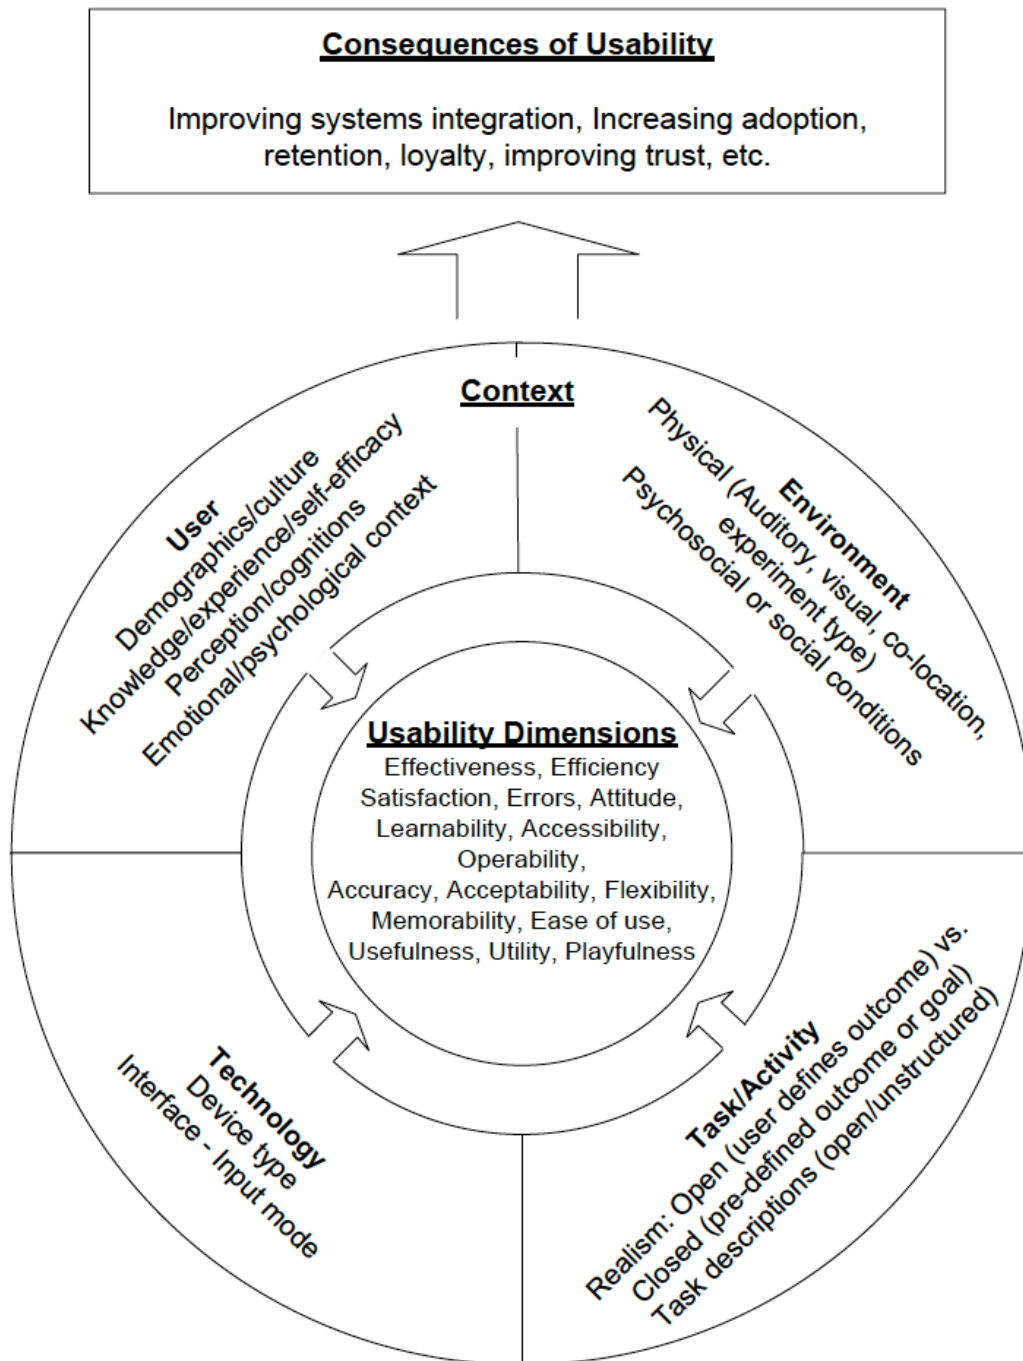 Consequences of Usability
Improving systems integration, Increasing adoption,
retention, loyalty, improving trust, etc.
Context
User
Demographics/culture
Knowledge/experience/self-efficacy
Perception/cognitions
Emotional/psychological context
Environment
Physical (Auditory, visual, co-location,
experiment type)
Psychosocial or social conditions
Usability Dimensions
Effectiveness, Efficiency
Satisfaction, Errors, Attitude,
Learnability, Accessibility,
Operability,
Accuracy, Acceptability, Flexibility,
Memorability, Ease of use,
Usefulness, Utility, Playfulness
Technology
Device type
Interface - Input mode
Task/Activity
Realism: Open (user defines outcome) vs.
Closed (pre-defined outcome or goal)
Task descriptions (open/unstructured)